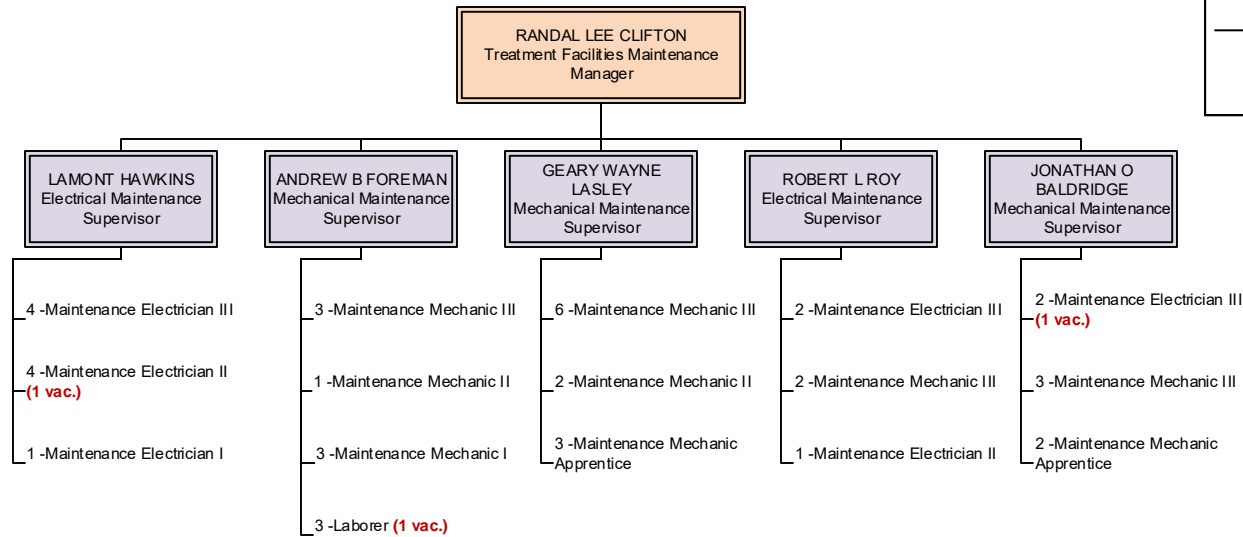 RANDAL LEE CLIFTON
Treatment Facilities Maintenance
Manager
LAMONT HAWKINS
Electrical Maintenance
Supervisor
ANDREW B FOREMAN
Mechanical Maintenance
Supervisor
GEARY WAYNE
LASLEY
Mechanical Maintenance
Supervisor
ROBERT L ROY
Electrical Maintenance
Supervisor
JONATHAN O
BALDRIDGE
Mechanical Maintenance
Supervisor
4 -Maintenance Electrician III
4 -Maintenance Electrician II
(1 vac.)
1 -Maintenance Electrician I
3 -Maintenance Mechanic III
1 -Maintenance Mechanic II
3 -Maintenance Mechanic I
3 -Laborer (1 vac.)
6 -Maintenance Mechanic III
2 -Maintenance Mechanic II
3 -Maintenance Mechanic
Apprentice
2 -Maintenance Electrician III
2 -Maintenance Mechanic III
1 -Maintenance Electrician II
2 -Maintenance Electrician III
(1 vac.)
3 -Maintenance Mechanic III
2 -Maintenance Mechanic
Apprentice